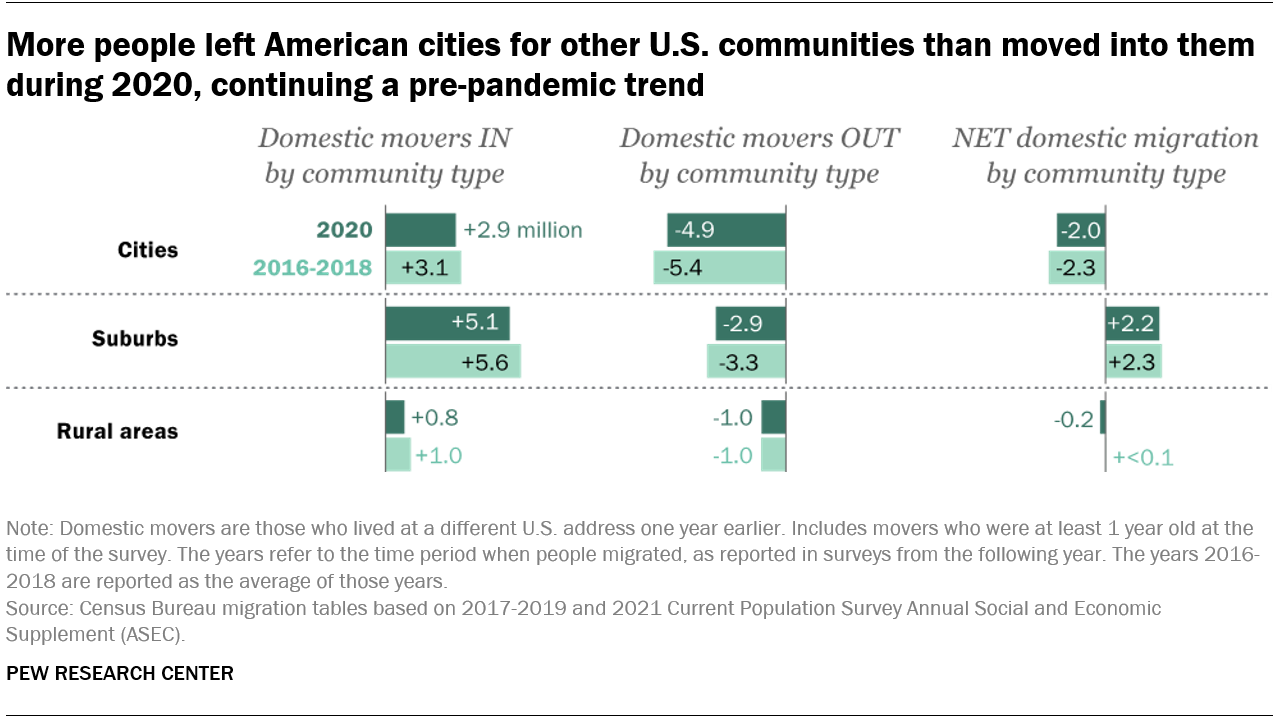 More people left American cities for other U.S. communities than moved into them
during 2020, continuing a pre-pandemic trend
Domestic movers IN
by community type
Domestic movers OUT
by community type
NET domestic migration
by community type
Cities
2020
+2.9 million
-4.9
-2.0
2016-2018
+3.1
-5.4
-2.3
Suburbs
+5.1
-2.9
+2.2
+5.6
-3.3
+2.3
Rural areas
+0.8
-1.0
-0.2
+1.0
-1.0
+<0.1
Note: Domestic movers are those who lived at a different U.S. address one year earlier. Includes movers who were at least 1 year old at the
time of the survey. The years refer to the time period when people migrated, as reported in surveys from the following year. The years 2016-
2018 are reported as the average of those years.
Source: Census Bureau migration tables based on 2017-2019 and 2021 Current Population Survey Annual Social and Economic
Supplement (ASEC).
PEW RESEARCH CENTER